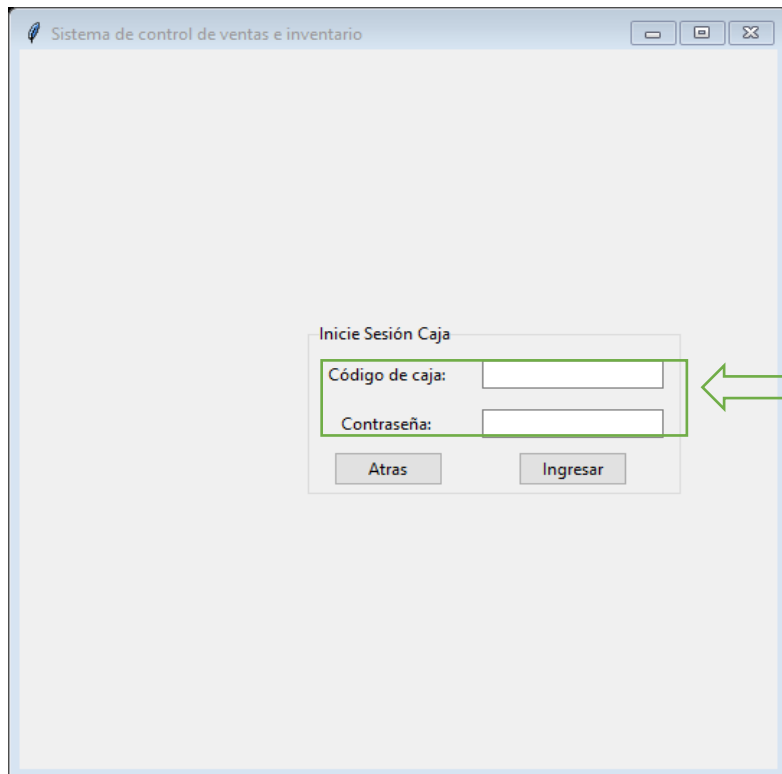 Sistema de control de ventas e inventario
Inicie Sesión Caja
Código de caja:
Contraseña:
Atras Ingresar